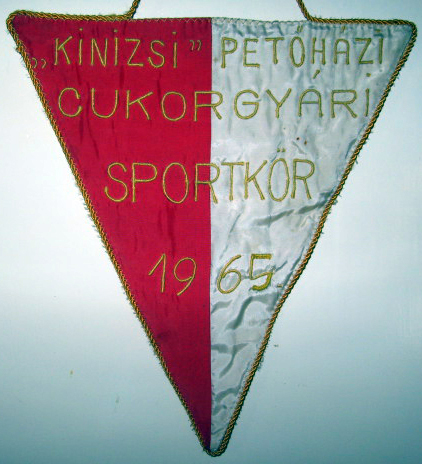 „KINIZSI” PETŐHÁZI
CUKORGYÁRI
SPORTKÖR
1965